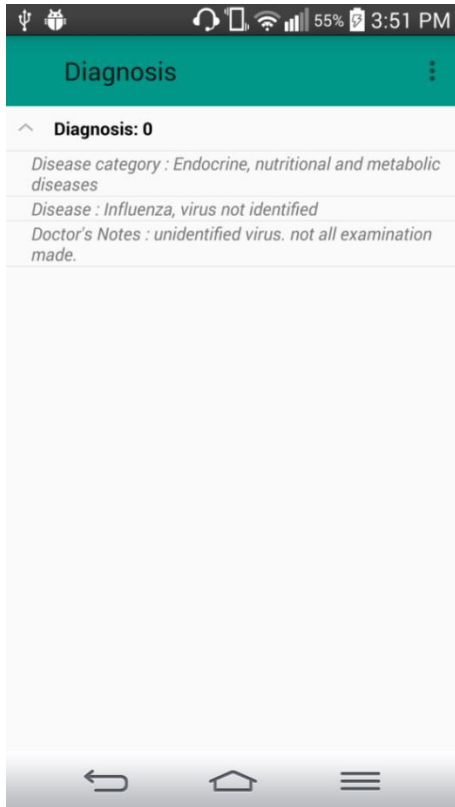 55% 3:51 PM
Diagnosis
Diagnosis: 0
Disease category : Endocrine, nutritional and metabolic
diseases
Disease : Influenza, virus not identified
Doctor's Notes : unidentified virus. not all examination
made.